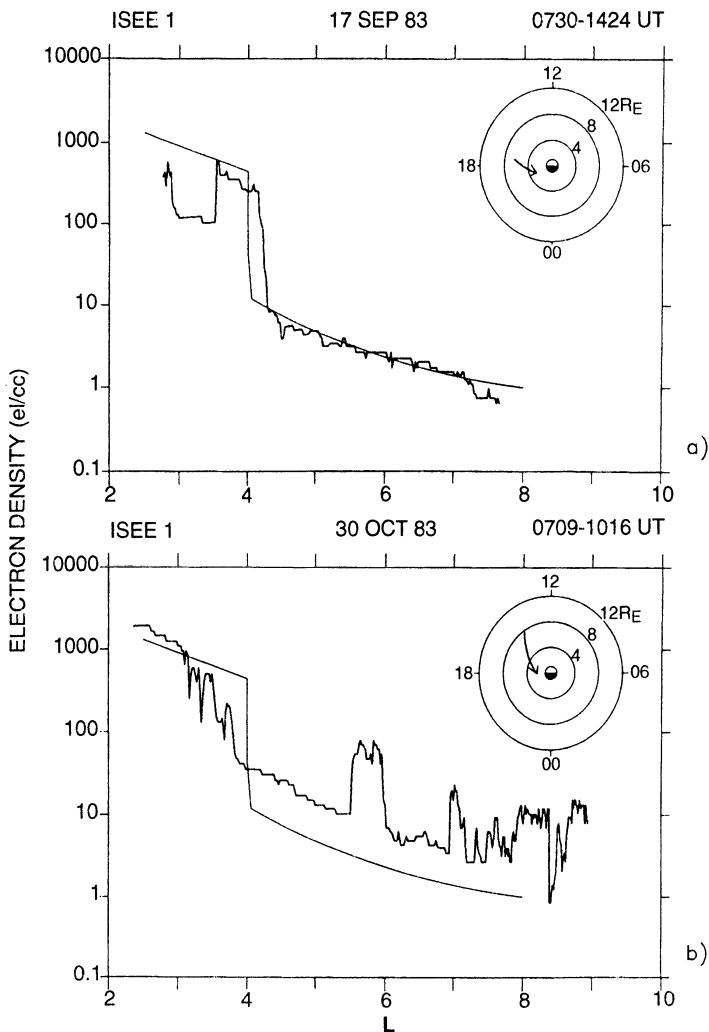 ISEE 1 17 SEP 83 0730-1424 UT
10000
1000
100
10
1
0.1
2 4 6 8 10
12
12RE
8
4
18
06
00
a)
ELECTRON DENSITY (el/cc)
ISEE 1 30 OCT 83 0709-1016 UT
10000
1000
100
10
1
0.1
2 4 6 8 10
12
12RE
8
4
18
06
00
b)
L